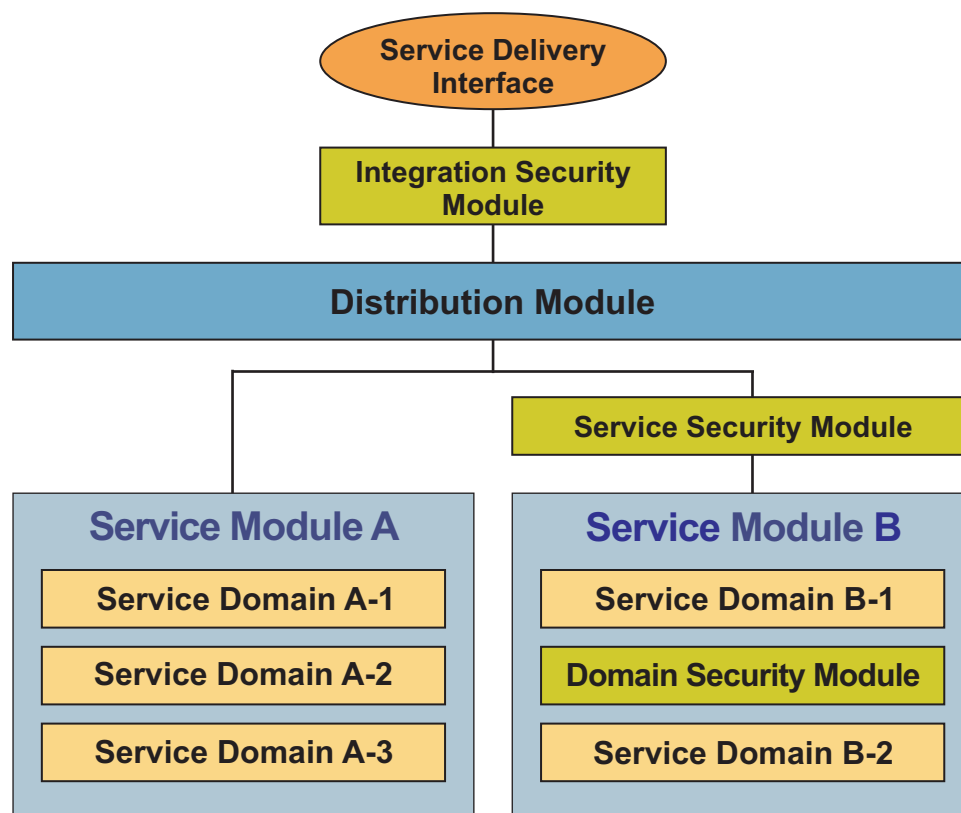 Service Delivery
Interface
Integration Security
Module
Distribution Module
Service Security Module
Service Module A
Service Domain A-1
Service Domain A-2
Service Domain A-3
Service Module B
Service Domain B-1
Domain Security Module
Service Domain B-2